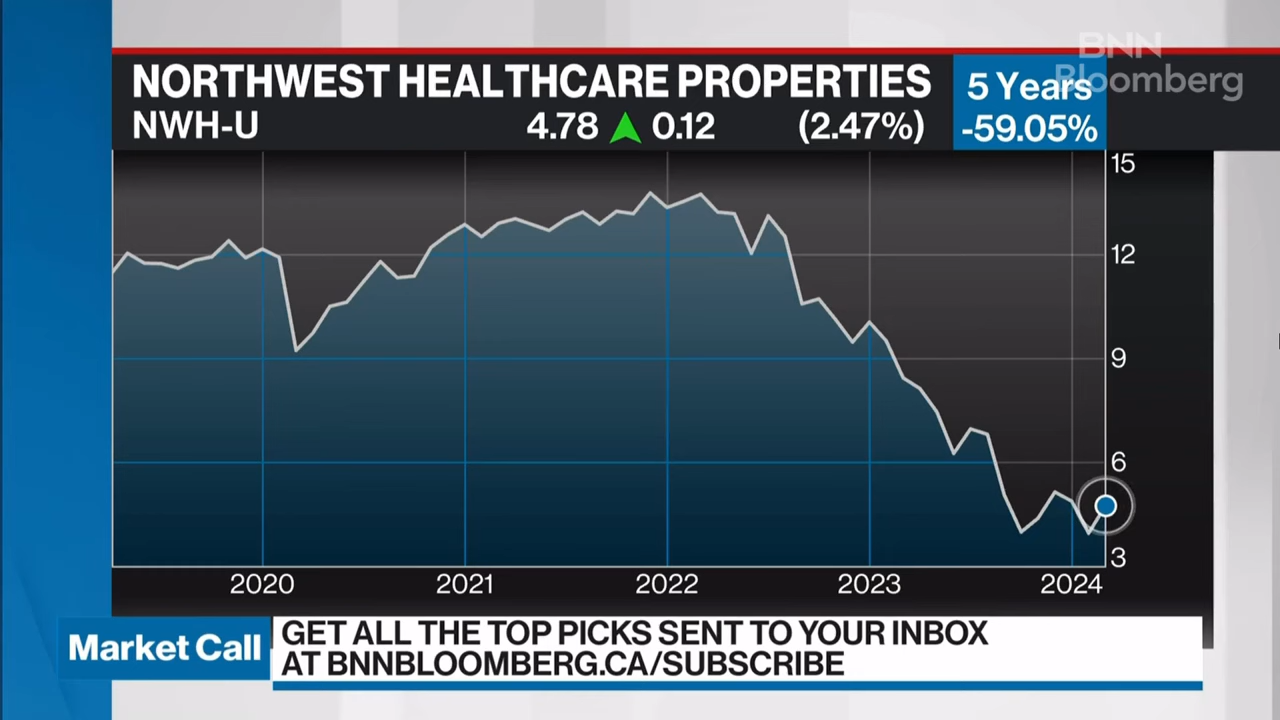 BNN
Bloomberg
NORTHWEST HEALTHCARE PROPERTIES
NWH-U 4.78 0.12 (2.47%)
5 Years
-59.05%
15
12
9
6
3
2020 2021 2022 2023 2024
Market Call
GET ALL THE TOP PICKS SENT TO YOUR INBOX
AT BNNBLOOMBERG.CA/SUBSCRIBE